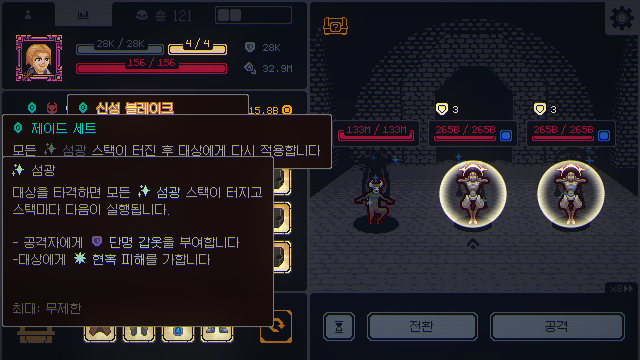 121
28K / 28K
4 / 4
28K
156 / 156
32.9M
신성 블레이크
15.8B
제이드 세트
모든 섬광 스택이 터진 후 대상에게 다시 적용합니다
섬광
대상을 타격하면 모든 섬광 스택이 터지고
스택마다 다음이 실행됩니다.
- 공격자에게 단명 갑옷을 부여합니다
-대상에게 현혹 피해를 가합니다
최대: 무제한
3
3
133M / 133M
265B / 265B
265B / 265B
x8
전환
공격